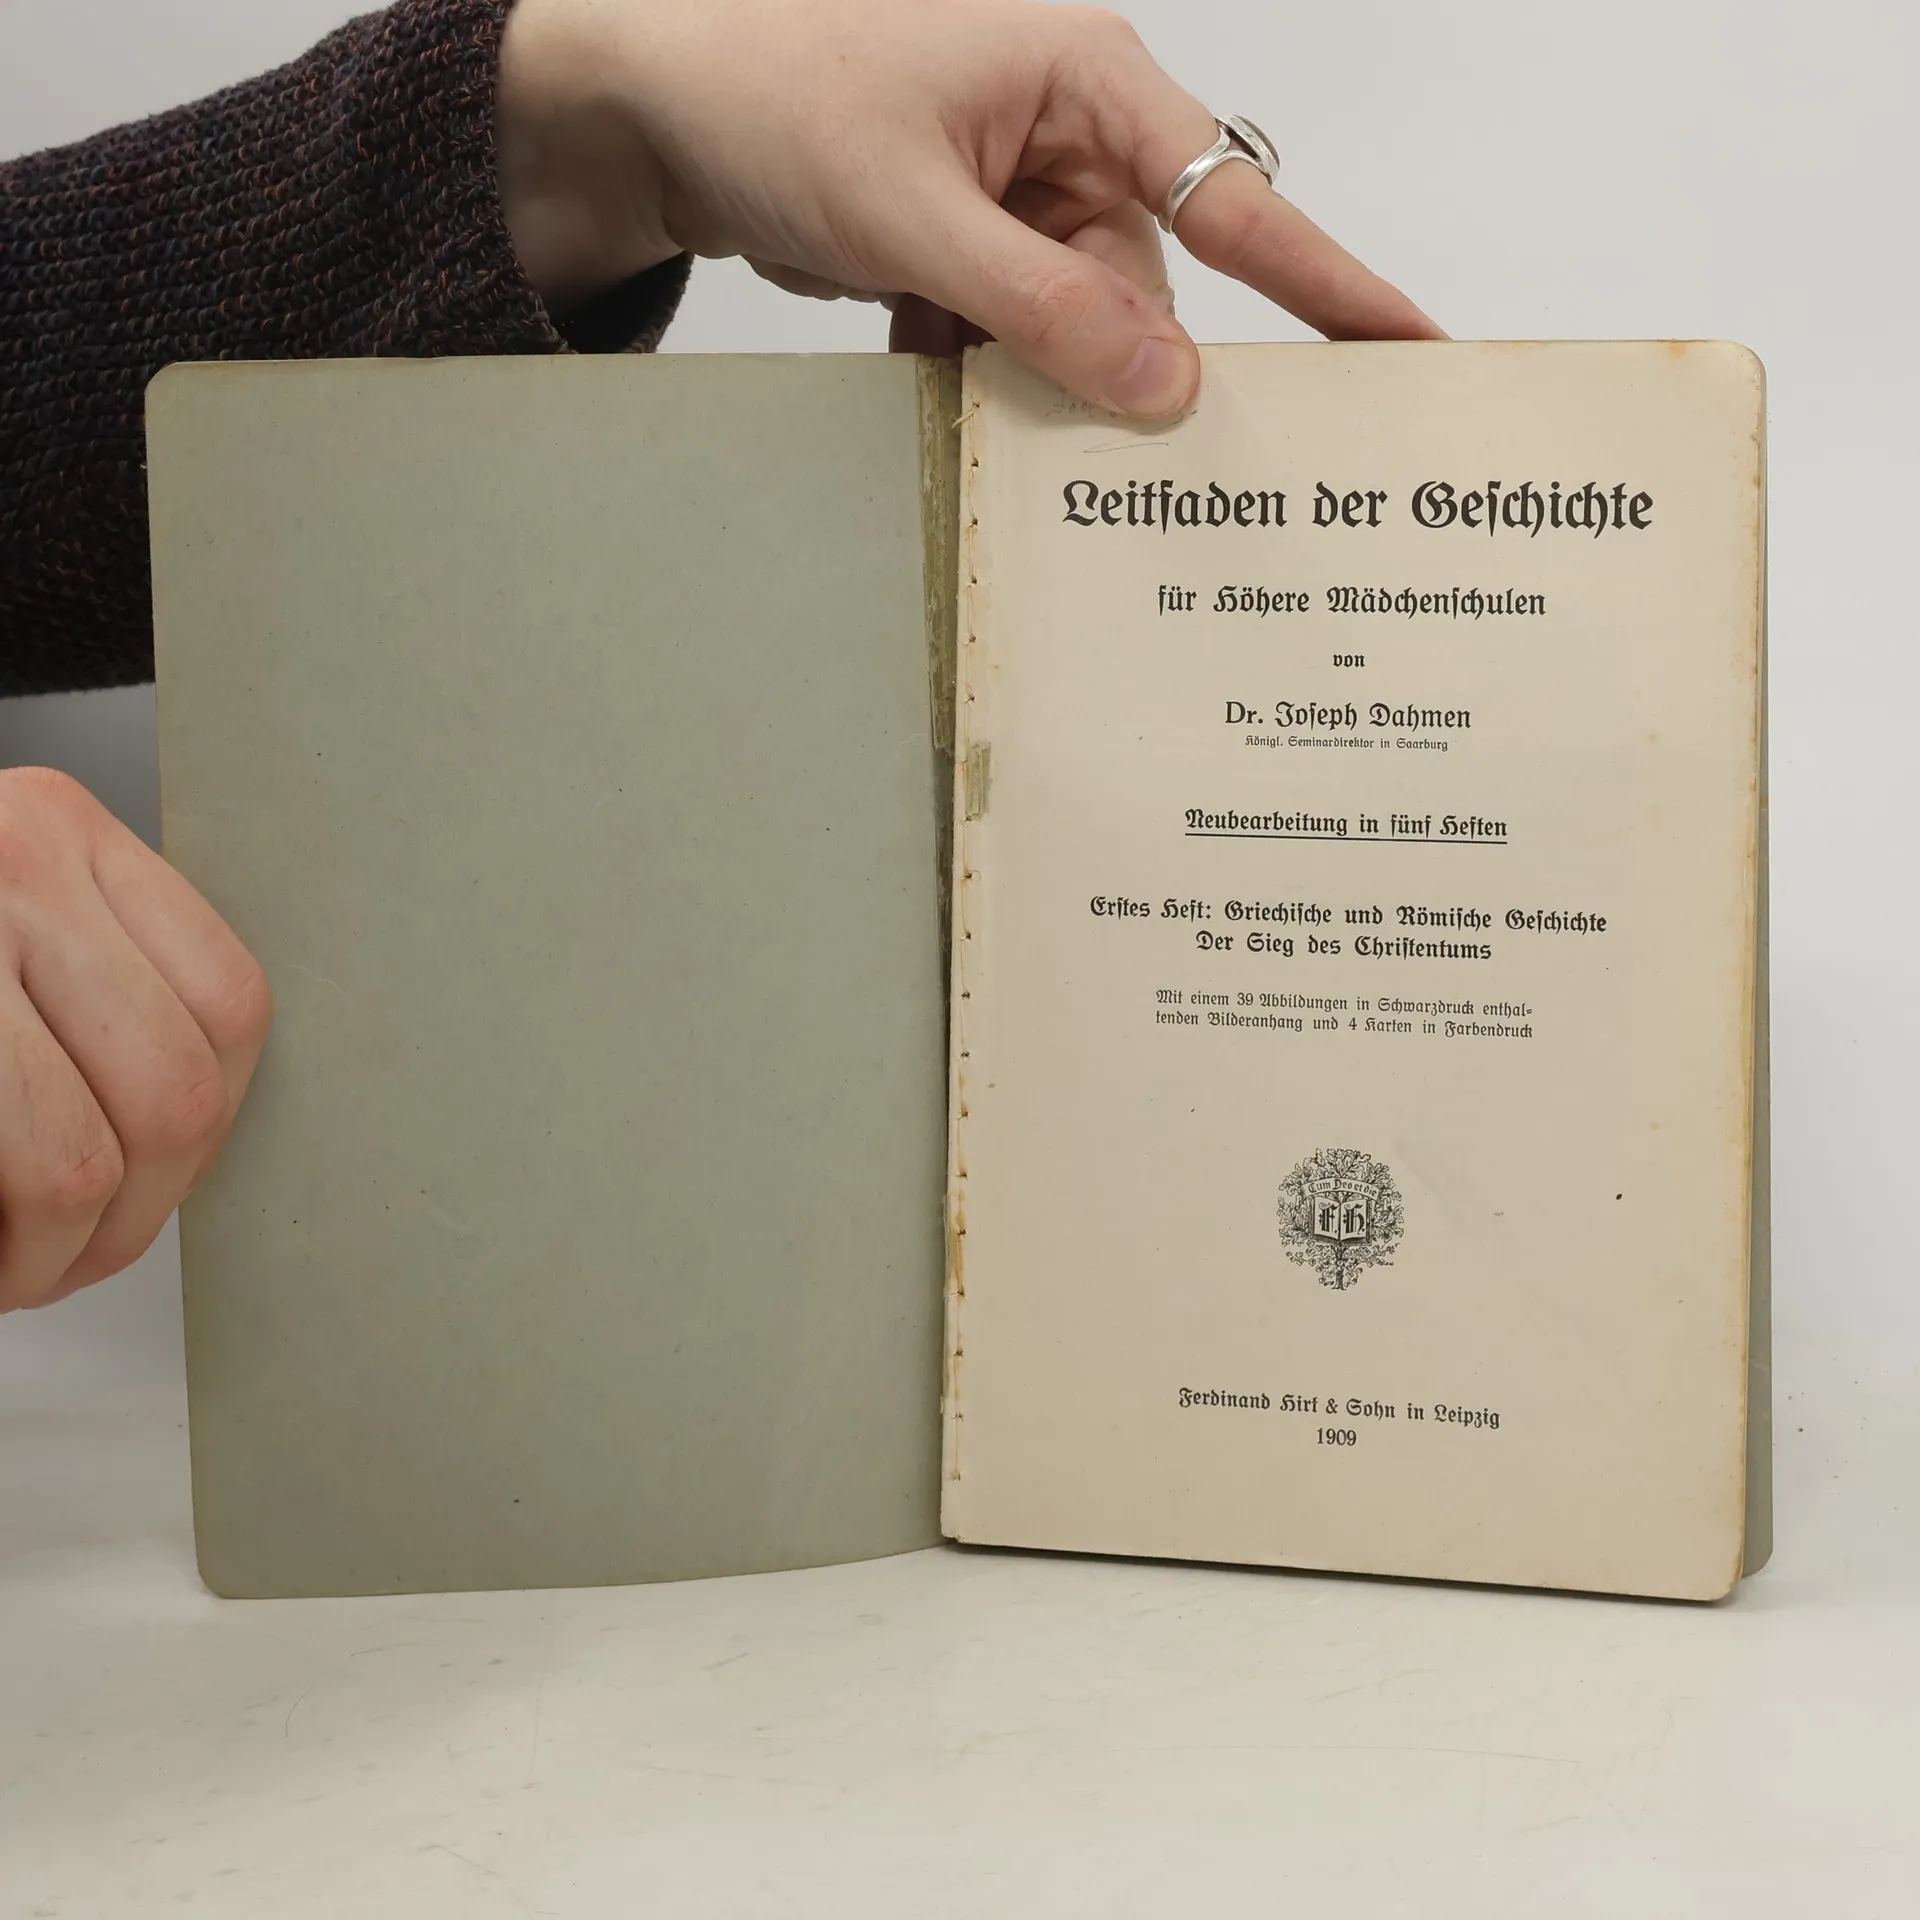 Leitfaden der Geschichte
für Höhere Mädchenschulen
von
Dr. Joseph Dahmen
Königl. Seminardirektor in Saarburg
Neubearbeitung in fünf Heften
Erstes Heft: Griechische und Römische Geschichte
Der Sieg des Christentums
Mit einem 39 Abbildungen in Schwarzdruck enthal-
tenden Bilderanhang und 4 Karten in Farbendruck
Cum Deo et die
F. H.
Ferdinand Hirt & Sohn in Leipzig
1909